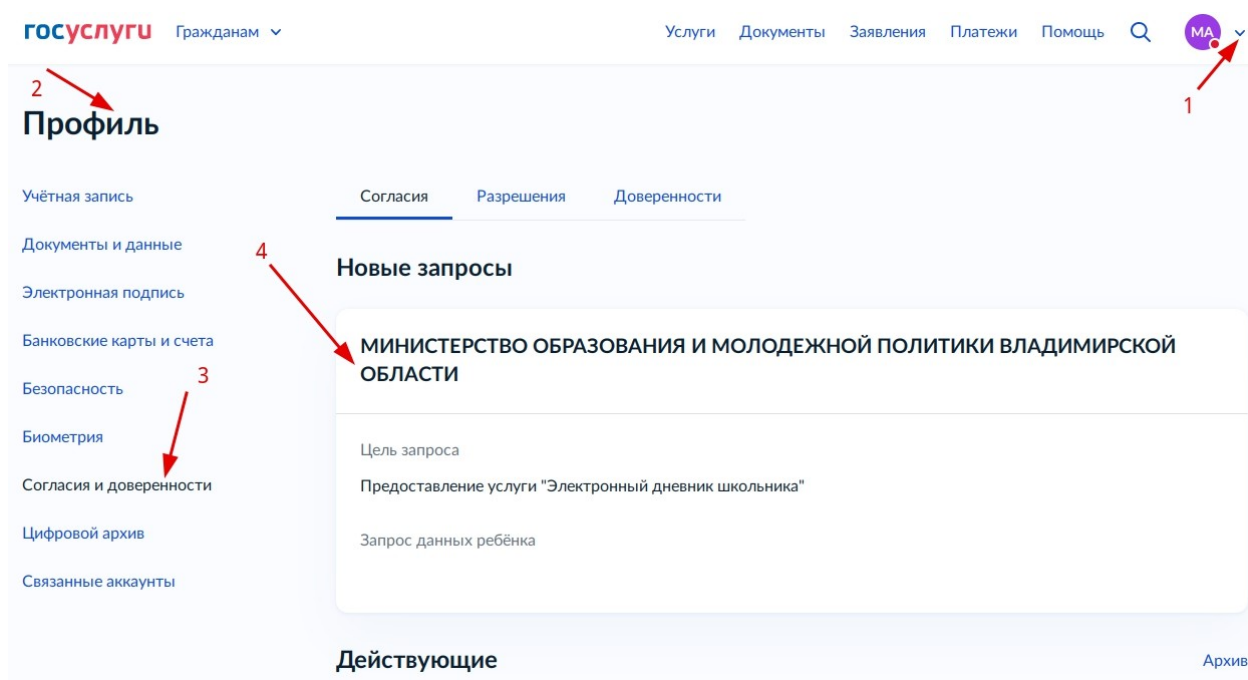 госуслуги Гражданам Услуги Документы Заявления Платежи Помощь МА
2
1
Профиль
Учётная запись
Документы и данные
Электронная подпись
Банковские карты и счета
Безопасность
3
Биометрия
Согласия и доверенности
Цифровой архив
Связанные аккаунты
Согласия Разрешения Доверенности
4
Новые запросы
МИНИСТЕРСТВО ОБРАЗОВАНИЯ И МОЛОДЕЖНОЙ ПОЛИТИКИ ВЛАДИМИРСКОЙ
ОБЛАСТИ
Цель запроса
Предоставление услуги "Электронный дневник школьника"
Запрос данных ребёнка
Действующие Архив